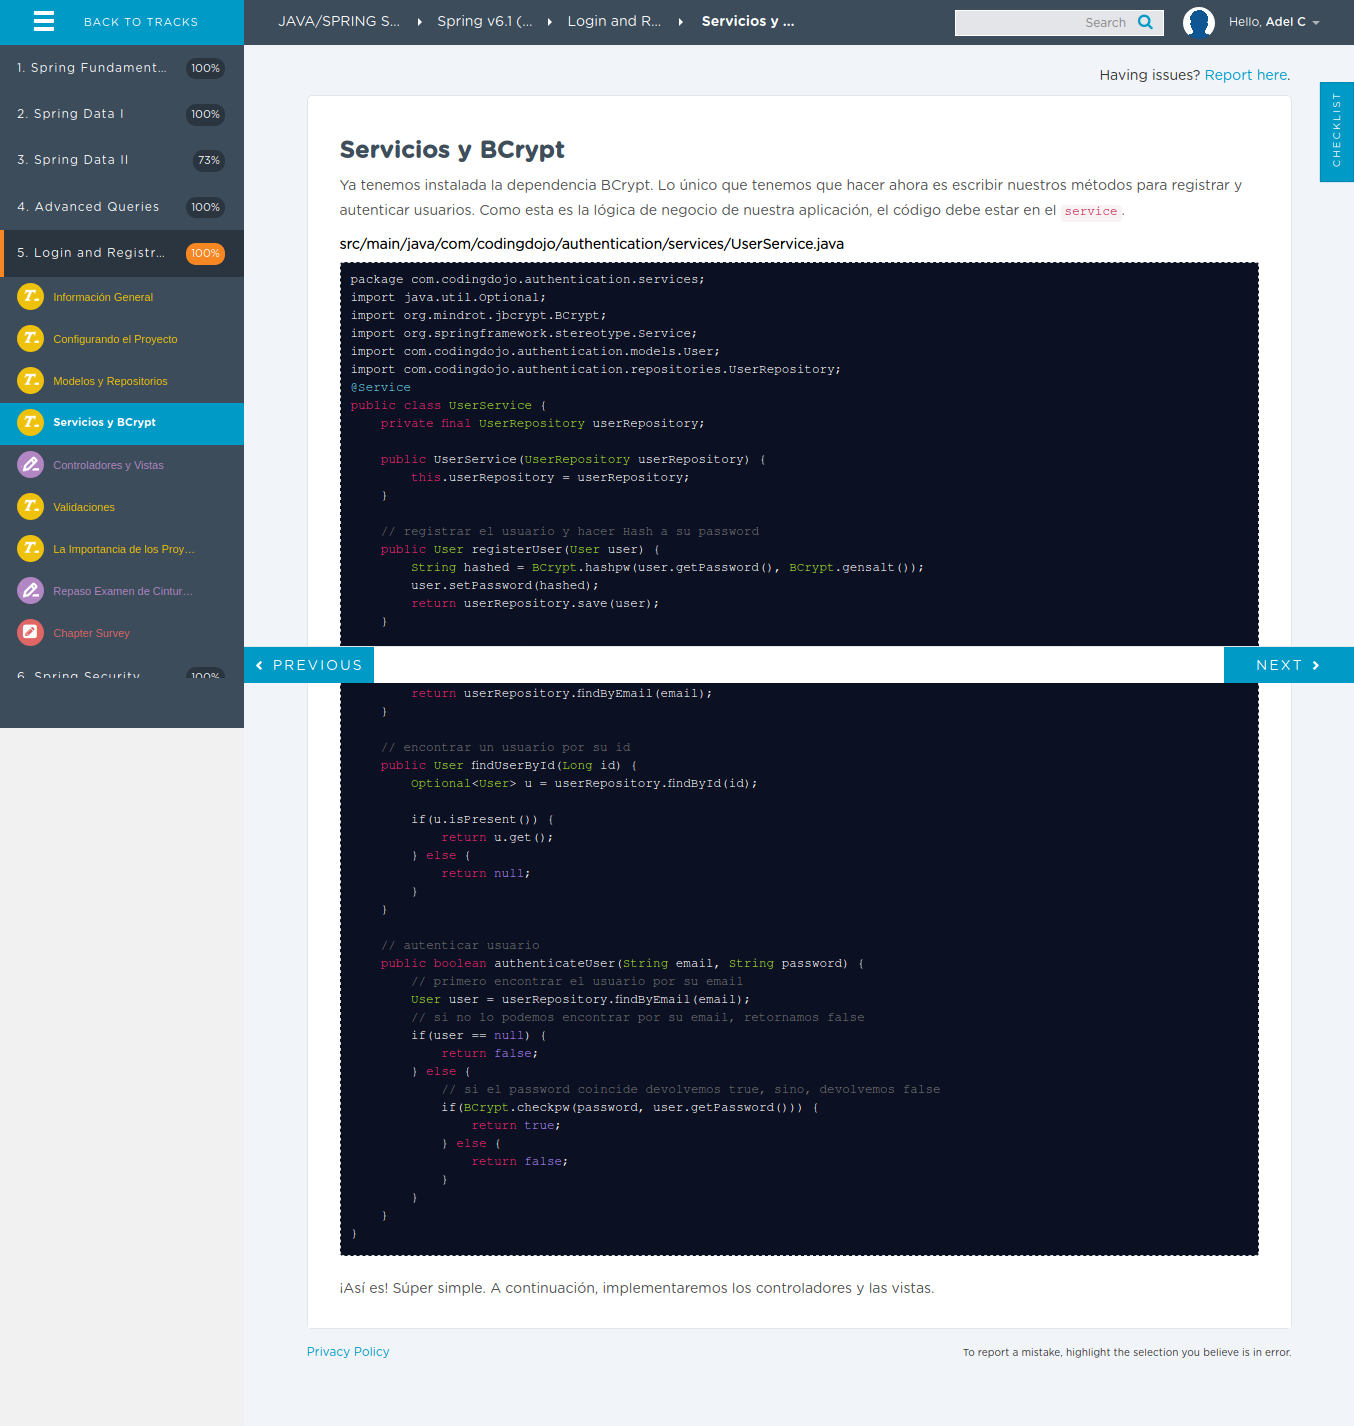 BACK TO TRACKS
JAVA/SPRING S...
Spring v6.1 (...
Login and R...
Servicios y ...
Search
Hello, Adel C
1. Spring Fundament... 100%
2. Spring Data I 100%
3. Spring Data II 73%
4. Advanced Queries 100%
5. Login and Registr... 100%
Información General
Configurando el Proyecto
Modelos y Repositorios
Servicios y BCrypt
Controladores y Vistas
Validaciones
La Importancia de los Proy...
Repaso Examen de Cintur...
Chapter Survey
6. Spring Security 100%
Having issues? Report here.
CHECKLIST
Servicios y BCrypt
Ya tenemos instalada la dependencia BCrypt. Lo único que tenemos que hacer ahora es escribir nuestros métodos para registrar y
autenticar usuarios. Como esta es la lógica de negocio de nuestra aplicación, el código debe estar en el service.
src/main/java/com/codingdojo/authentication/services/UserService.java
package com.codingdojo.authentication.services;
import java.util.Optional;
import org.mindrot.jbcrypt.BCrypt;
import org.springframework.stereotype.Service;
import com.codingdojo.authentication.models.User;
import com.codingdojo.authentication.repositories.UserRepository;
@Service
public class UserService {
    private final UserRepository userRepository;
    public UserService(UserRepository userRepository) {
        this.userRepository = userRepository;
    }
    // registrar el usuario y hacer Hash a su password
    public User registerUser(User user) {
        String hashed = BCrypt.hashpw(user.getPassword(), BCrypt.gensalt());
        user.setPassword(hashed);
        return userRepository.save(user);
    }
PREVIOUS
NEXT
        return userRepository.findByEmail(email);
    }
    // encontrar un usuario por su id
    public User findUserById(Long id) {
        Optional<User> u = userRepository.findById(id);
        if(u.isPresent()) {
            return u.get();
        } else {
            return null;
        }
    }
    // autenticar usuario
    public boolean authenticateUser(String email, String password) {
        // primero encontrar el usuario por su email
        User user = userRepository.findByEmail(email);
        // si no lo podemos encontrar por su email, retornamos false
        if(user == null) {
            return false;
        } else {
            // si el password coincide devolvemos true, sino, devolvemos false
            if(BCrypt.checkpw(password, user.getPassword())) {
                return true;
            } else {
                return false;
            }
        }
    }
}
¡Así es! Súper simple. A continuación, implementaremos los controladores y las vistas.
Privacy Policy
To report a mistake, highlight the selection you believe is in error.